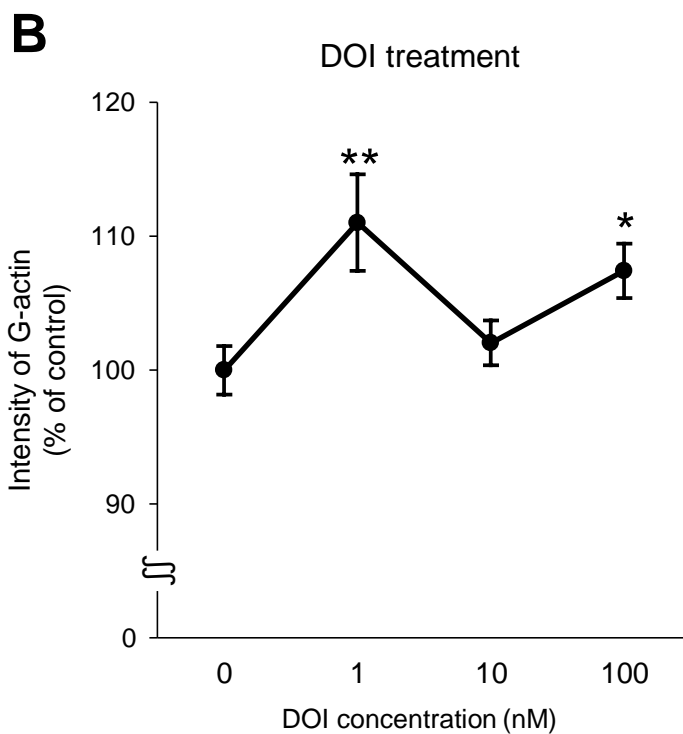 B
DOI treatment
120
110
100
90
0
Intensity of G-actin
(% of control)
**
*
0 1 10 100
DOI concentration (nM)